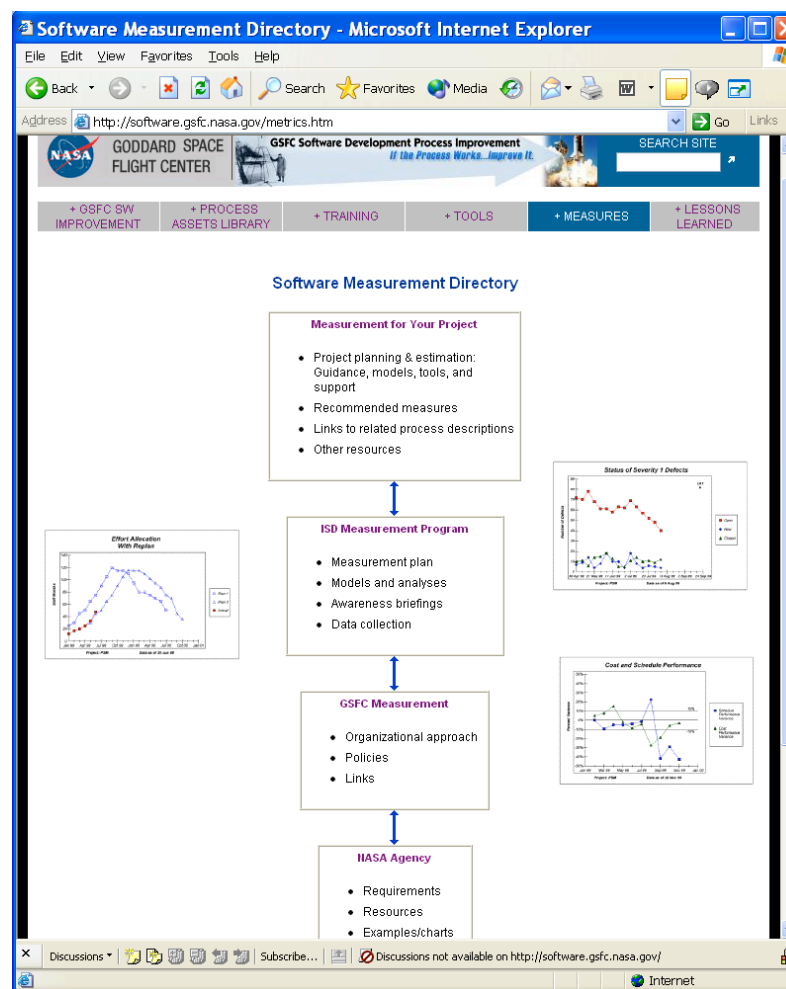 Software Measurement Directory - Microsoft Internet Explorer
File Edit View Favorites Tools Help
Back Search Favorites Media
Address http://software.gsfc.nasa.gov/metrics.htm Go Links
NASA
GODDARD SPACE
FLIGHT CENTER
GSFC Software Development Process Improvement
If the Process Works...Improve It.
SEARCH SITE
+ GSFC SW
IMPROVEMENT
+ PROCESS
ASSETS LIBRARY
+ TRAINING
+ TOOLS
+ MEASURES
+ LESSONS
LEARNED
Software Measurement Directory
Measurement for Your Project
• Project planning & estimation:
Guidance, models, tools, and
support
• Recommended measures
• Links to related process descriptions
• Other resources
Status of Severity 1 Defects
Effort Allocation
With Replan
ISD Measurement Program
• Measurement plan
• Models and analyses
• Awareness briefings
• Data collection
Cost and Schedule Performance
GSFC Measurement
• Organizational approach
• Policies
• Links
NASA Agency
• Requirements
• Resources
• Examples/charts
Discussions Subscribe... Discussions not available on http://software.gsfc.nasa.gov/
Internet